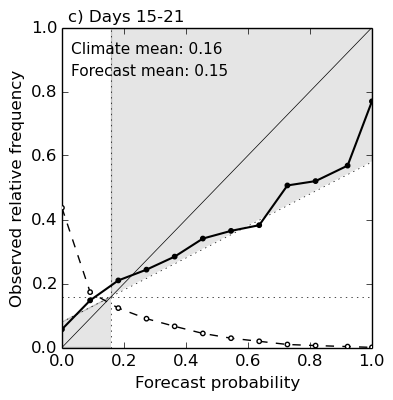 c) Days 15-21
Climate mean: 0.16
Forecast mean: 0.15
Observed relative frequency
1.0
0.8
0.6
0.4
0.2
0.0
0.0 0.2 0.4 0.6 0.8 1.0
Forecast probability